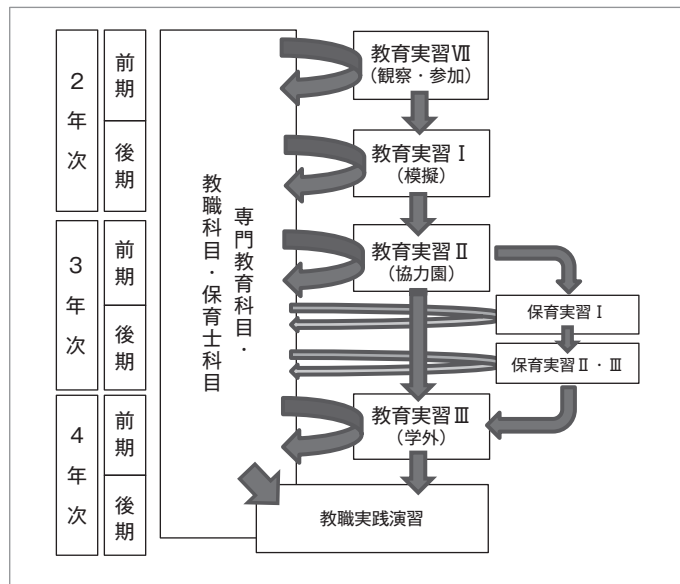 2年次
前期
後期
3年次
前期
後期
4年次
前期
後期
専門教育科目・
教職科目・保育士科目
教育実習Ⅶ
(観察・参加)
教育実習Ⅰ
(模擬)
教育実習Ⅱ
(協力園)
保育実習Ⅰ
保育実習Ⅱ・Ⅲ
教育実習Ⅲ
(学外)
教職実践演習